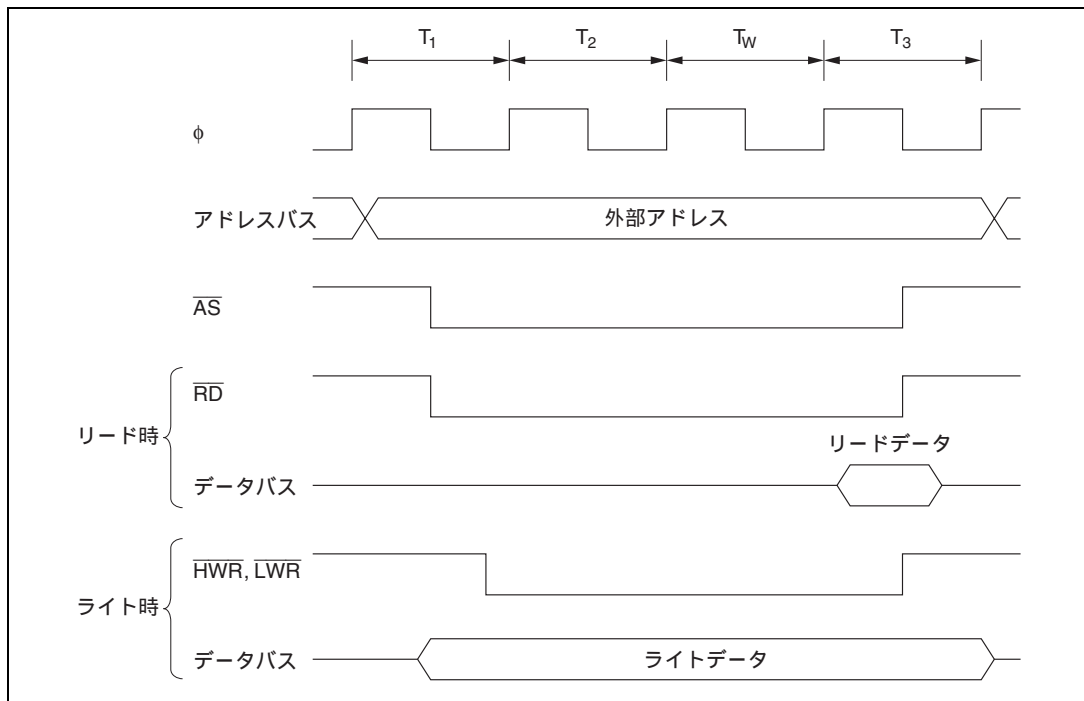 T1 T2 TW T3
φ
アドレスバス 外部アドレス
AS
RD
リード時
リードデータ
データバス
HWR, LWR
ライト時
データバス ライトデータ